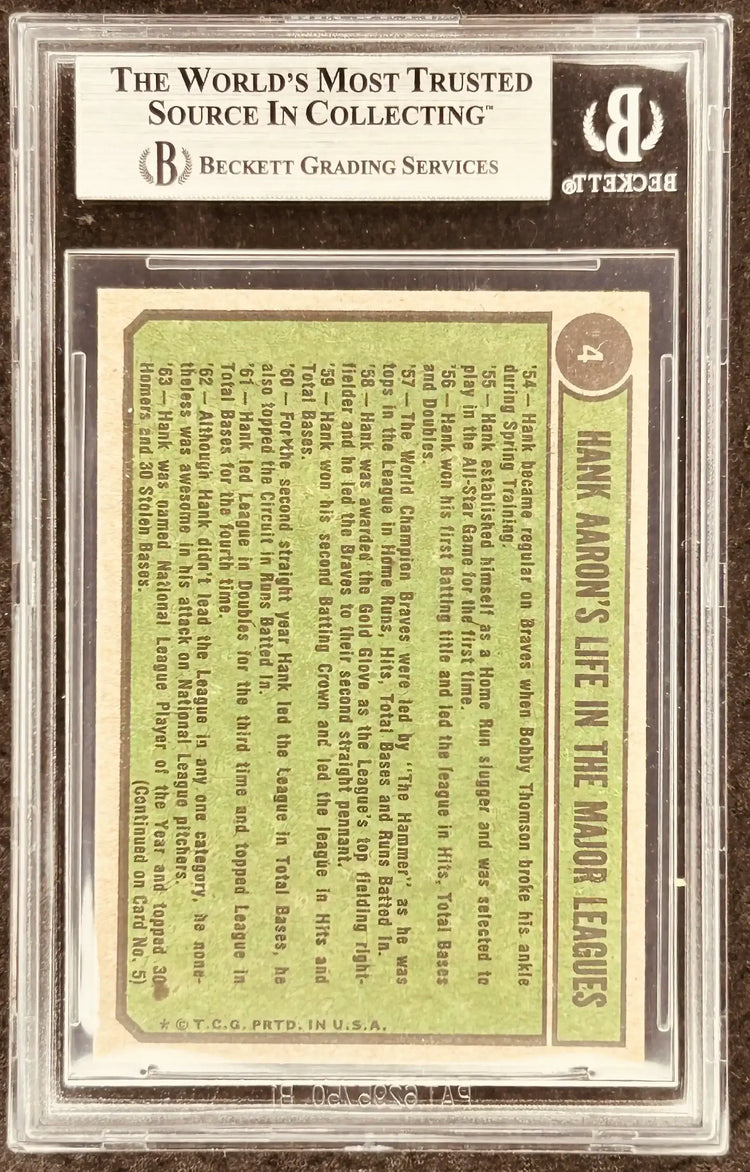 THE WORLD'S MOST TRUSTED
SOURCE IN COLLECTING™
B BECKETT GRADING SERVICES
B
BECKETT®
4
HANK AARON'S LIFE IN THE MAJOR LEAGUES
'54 — Hank became regular on Braves when Bobby Thomson broke his ankle
during Spring Training.
'55 — Hank established himself as a Home Run slugger and was selected to
play in the All-Star Game for the first time.
'56 — Hank won his first Batting title and led the league in Hits, Total Bases
and Doubles.
'57 — The World Champion Braves were led by "The Hammer" as he was
tops in the League in Home Runs, Hits, Total Bases and Runs Batted In.
'58 — Hank was awarded the Gold Glove as the League's top fielding right-
fielder and he led the Braves to their second straight pennant.
'59 — Hank won his second Batting Crown and led the league in Hits and
Total Bases.
'60 — For the second straight year Hank led the League in Total Bases, he
also topped the Circuit in Runs Batted In.
'61 — Hank led League in Doubles for the third time and topped League in
Total Bases for the fourth time.
'62 — Although Hank didn't lead the League in any one category, he none-
theless was awesome in his attack on National League pitchers.
'63 — Hank was named National League Player of the Year and topped 30
Homers and 30 Stolen Bases.
(Continued on Card No. 5)
* © T.C.G. PRTD. IN U.S.A.